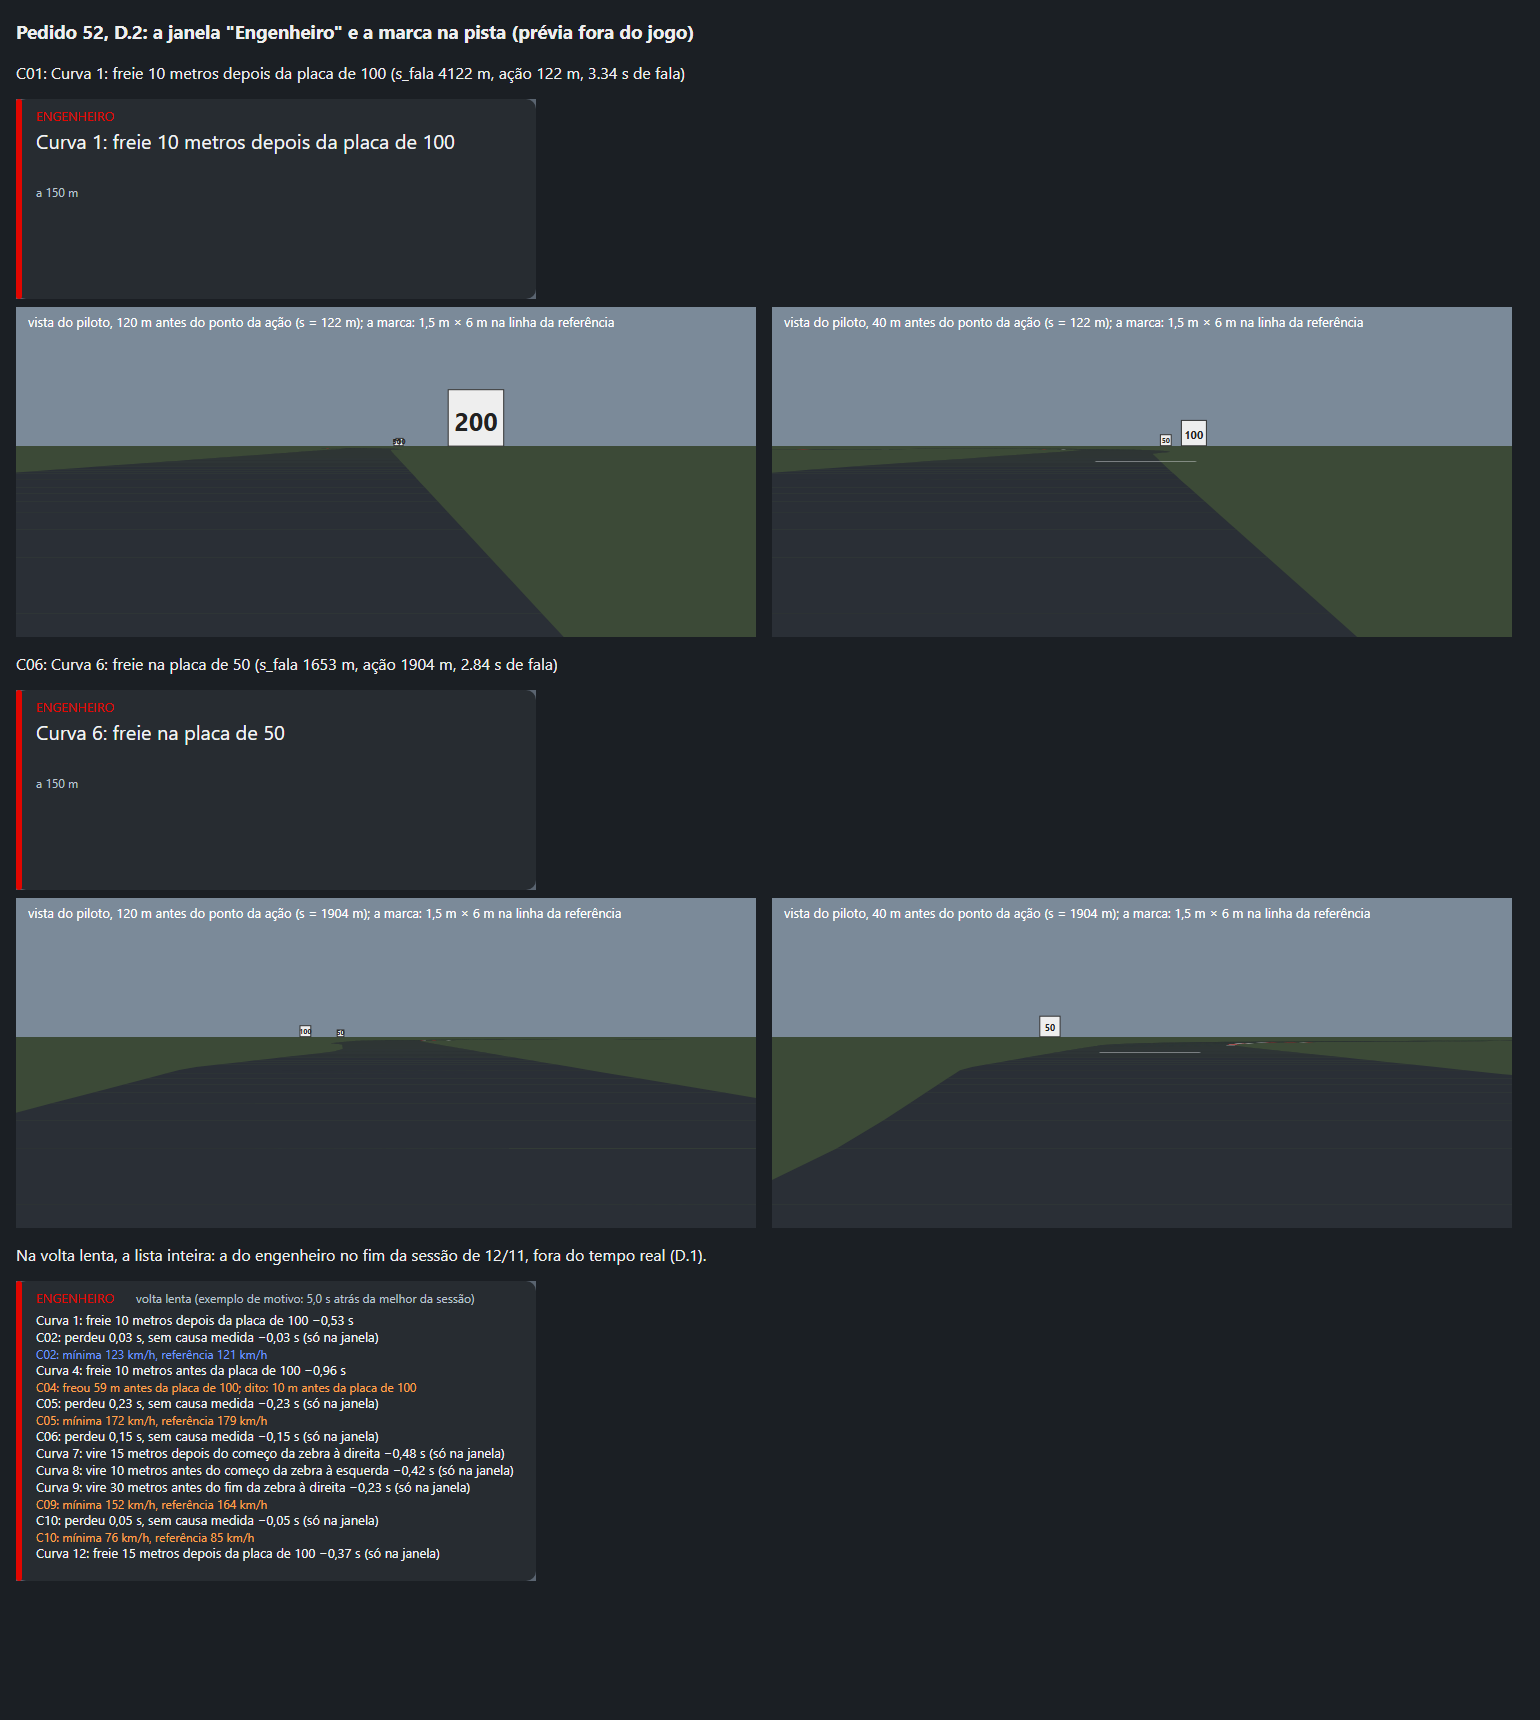 Pedido 52, D.2: a janela "Engenheiro" e a marca na pista (prévia fora do jogo)
C01: Curva 1: freie 10 metros depois da placa de 100 (s_fala 4122 m, ação 122 m, 3.34 s de fala)
ENGENHEIRO
Curva 1: freie 10 metros depois da placa de 100
a 150 m
vista do piloto, 120 m antes do ponto da ação (s = 122 m); a marca: 1,5 m × 6 m na linha da referência
200
vista do piloto, 40 m antes do ponto da ação (s = 122 m); a marca: 1,5 m × 6 m na linha da referência
50
100
C06: Curva 6: freie na placa de 50 (s_fala 1653 m, ação 1904 m, 2.84 s de fala)
ENGENHEIRO
Curva 6: freie na placa de 50
a 150 m
vista do piloto, 120 m antes do ponto da ação (s = 1904 m); a marca: 1,5 m × 6 m na linha da referência
100
50
vista do piloto, 40 m antes do ponto da ação (s = 1904 m); a marca: 1,5 m × 6 m na linha da referência
50
Na volta lenta, a lista inteira: a do engenheiro no fim da sessão de 12/11, fora do tempo real (D.1).
ENGENHEIRO volta lenta (exemplo de motivo: 5,0 s atrás da melhor da sessão)
Curva 1: freie 10 metros depois da placa de 100 −0,53 s
C02: perdeu 0,03 s, sem causa medida −0,03 s (só na janela)
C02: mínima 123 km/h, referência 121 km/h
Curva 4: freie 10 metros antes da placa de 100 −0,96 s
C04: freou 59 m antes da placa de 100; dito: 10 m antes da placa de 100
C05: perdeu 0,23 s, sem causa medida −0,23 s (só na janela)
C05: mínima 172 km/h, referência 179 km/h
C06: perdeu 0,15 s, sem causa medida −0,15 s (só na janela)
Curva 7: vire 15 metros depois do começo da zebra à direita −0,48 s (só na janela)
Curva 8: vire 10 metros antes do começo da zebra à esquerda −0,42 s (só na janela)
Curva 9: vire 30 metros antes do fim da zebra à direita −0,23 s (só na janela)
C09: mínima 152 km/h, referência 164 km/h
C10: perdeu 0,05 s, sem causa medida −0,05 s (só na janela)
C10: mínima 76 km/h, referência 85 km/h
Curva 12: freie 15 metros depois da placa de 100 −0,37 s (só na janela)